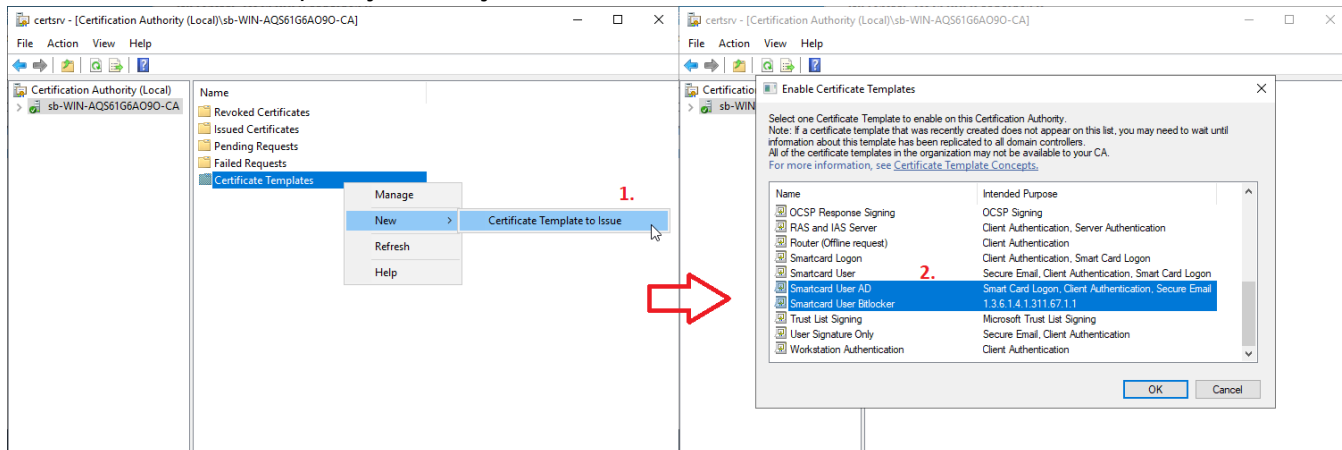 certsrv - [Certification Authority (Local)\sb-WIN-AQS61G6AO9O-CA]
File Action View Help
Certification Authority (Local)
sb-WIN-AQS61G6AO9O-CA
Name
Revoked Certificates
Issued Certificates
Pending Requests
Failed Requests
Certificate Templates
Manage
New
Refresh
Help
1.
Certificate Template to Issue
certsrv - [Certification Authority (Local)\sb-WIN-AQS61G6AO9O-CA]
File Action View Help
Certificatio
sb-WIN
Enable Certificate Templates
Select one Certificate Template to enable on this Certification Authority.
Note: If a certificate template that was recently created does not appear on this list, you may need to wait until
information about this template has been replicated to all domain controllers.
All of the certificate templates in the organization may not be available to your CA.
For more information, see Certificate Template Concepts.
Name Intended Purpose
OCSP Response Signing OCSP Signing
RAS and IAS Server Client Authentication, Server Authentication
Router (Offline request) Client Authentication
Smartcard Logon Client Authentication, Smart Card Logon
Smartcard User 2. Secure Email, Client Authentication, Smart Card Logon
Smartcard User AD Smart Card Logon, Client Authentication, Secure Email
Smartcard User Bitlocker 1.3.6.1.4.1.311.67.1.1
Trust List Signing Microsoft Trust List Signing
User Signature Only Secure Email, Client Authentication
Workstation Authentication Client Authentication
OK Cancel